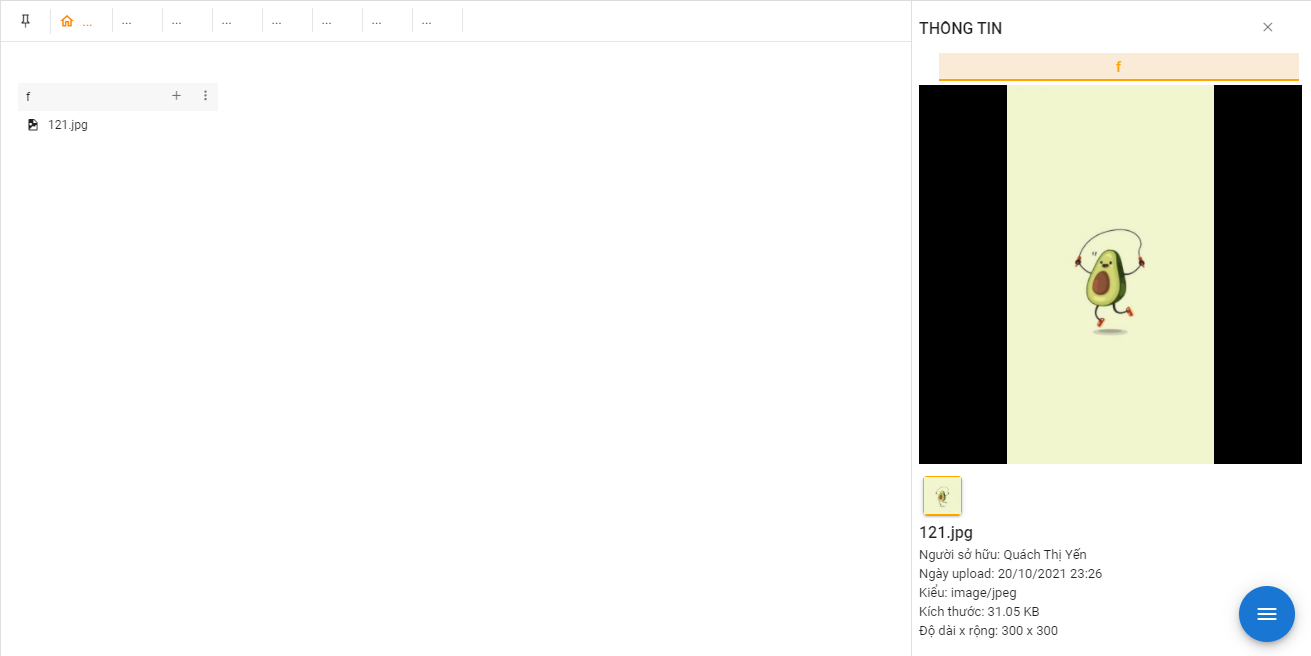 ... ... ... ... ... ... ... ...
THÔNG TIN
f
f
121.jpg
121.jpg
Người sở hữu: Quách Thị Yến
Ngày upload: 20/10/2021 23:26
Kiểu: image/jpeg
Kích thước: 31.05 KB
Độ dài x rộng: 300 x 300